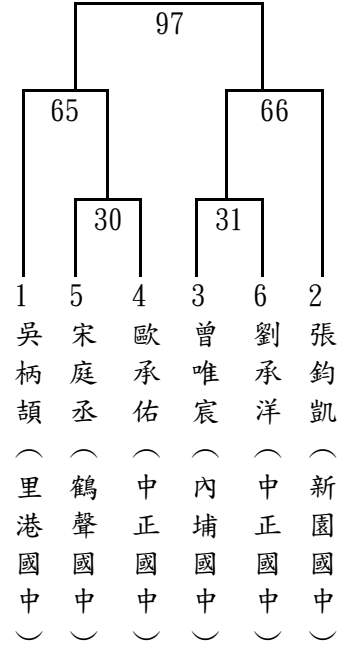 97
65
66
30
31
1
5
4
3
6
2
吳柄頡（里港國中）
宋庭丞（鶴聲國中）
歐承佑（中正國中）
曾唯宸（內埔國中）
劉承洋（中正國中）
張鈞凱（新園國中）